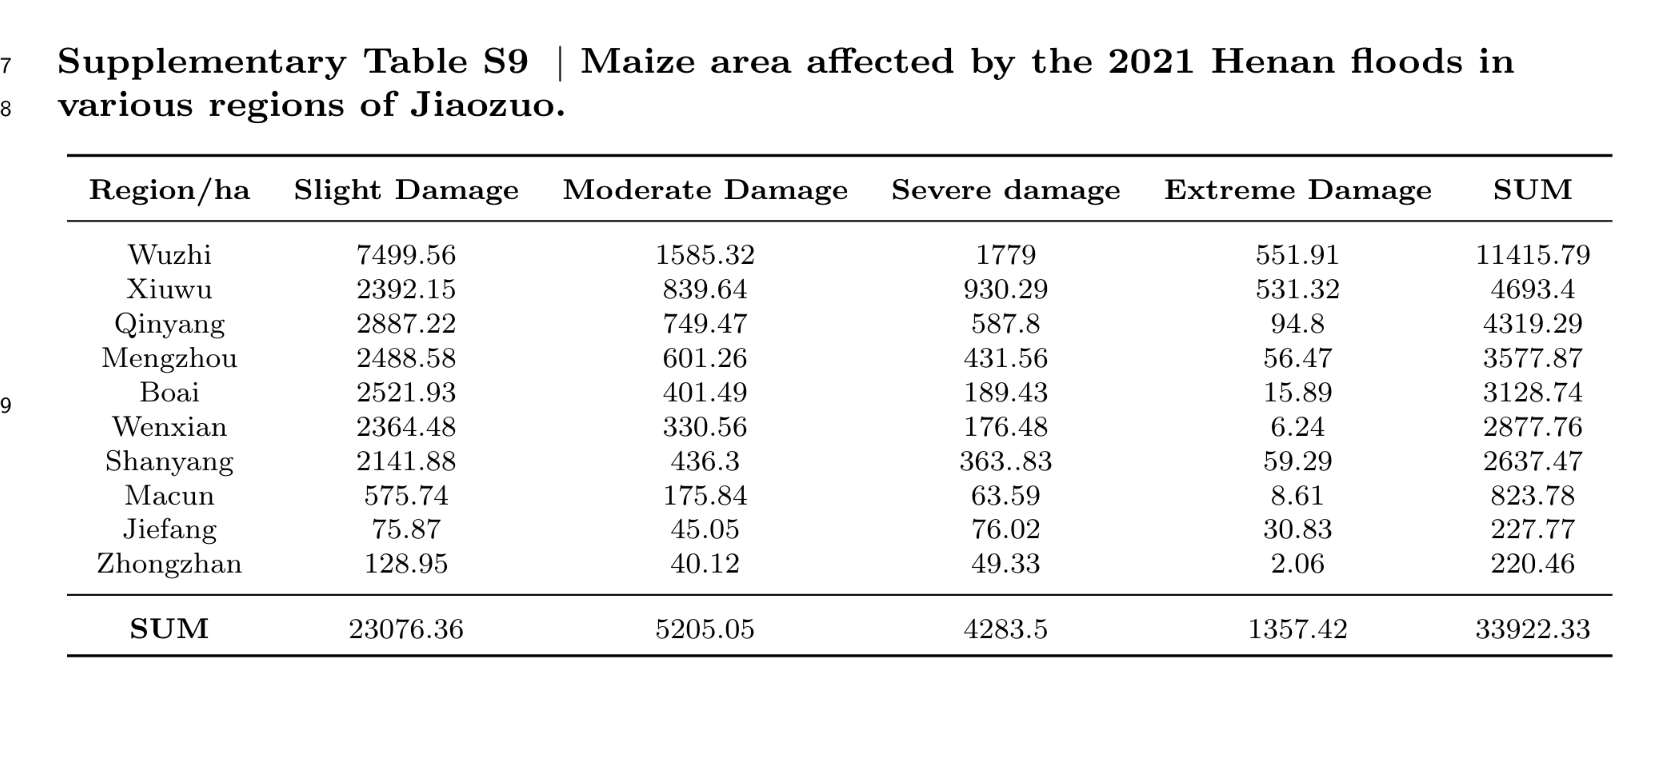 7 Supplementary Table S9 | Maize area affected by the 2021 Henan floods in
8 various regions of Jiaozuo.
Region/ha Slight Damage Moderate Damage Severe damage Extreme Damage SUM
Wuzhi 7499.56 1585.32 1779 551.91 11415.79
Xiuwu 2392.15 839.64 930.29 531.32 4693.4
Qinyang 2887.22 749.47 587.8 94.8 4319.29
Mengzhou 2488.58 601.26 431.56 56.47 3577.87
9 Boai 2521.93 401.49 189.43 15.89 3128.74
Wenxian 2364.48 330.56 176.48 6.24 2877.76
Shanyang 2141.88 436.3 363..83 59.29 2637.47
Macun 575.74 175.84 63.59 8.61 823.78
Jiefang 75.87 45.05 76.02 30.83 227.77
Zhongzhan 128.95 40.12 49.33 2.06 220.46
SUM 23076.36 5205.05 4283.5 1357.42 33922.33